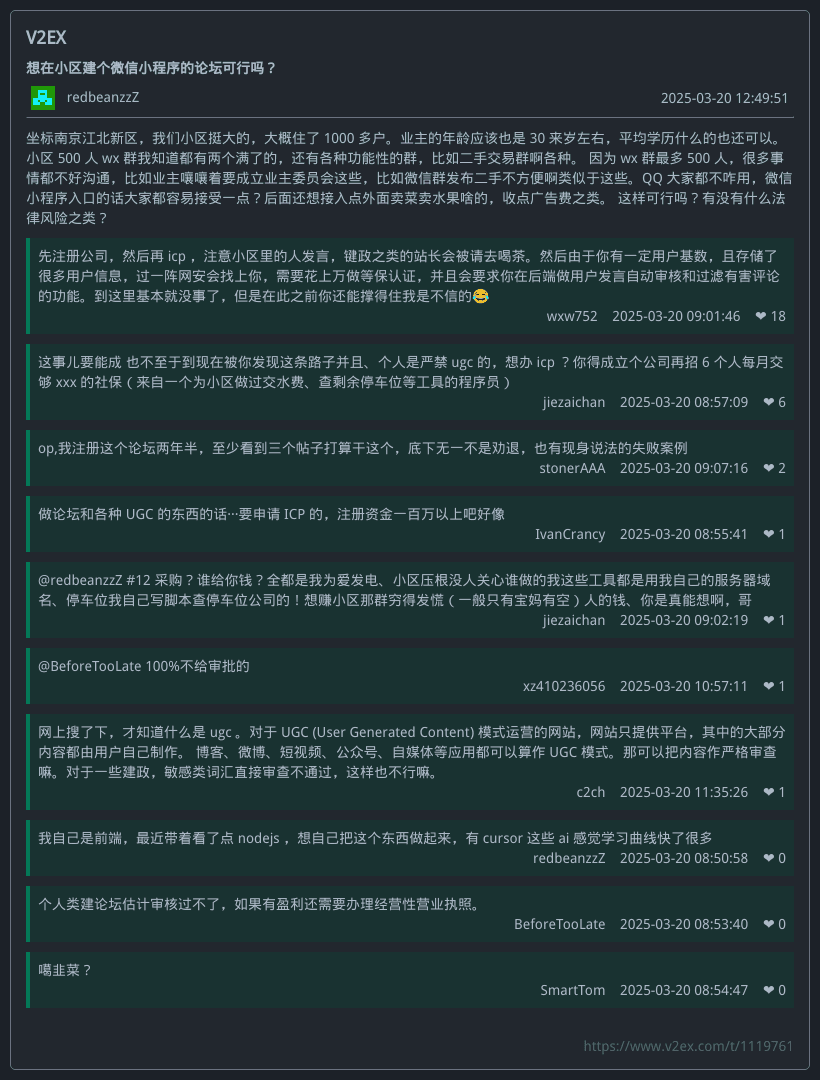 V2EX
想在小区建个微信小程序的论坛可行吗？
redbeanzzZ 2025-03-20 12:49:51
坐标南京江北新区，我们小区挺大的，大概住了 1000 多户。业主的年龄应该也是 30 来岁左右，平均学历什么的也还可以。
小区 500 人 wx 群我知道都有两个满了的，还有各种功能性的群，比如二手交易群啊各种。 因为 wx 群最多 500 人，很多事
情都不好沟通，比如业主嚷嚷着要成立业主委员会这些，比如微信群发布二手不方便啊类似于这些。QQ 大家都不咋用，微信
小程序入口的话大家都容易接受一点？后面还想接入点外面卖菜卖水果啥的，收点广告费之类。 这样可行吗？有没有什么法
律风险之类？
先注册公司，然后再 icp ，注意小区里的人发言，键政之类的站长会被请去喝茶。然后由于你有一定用户基数，且存储了
很多用户信息，过一阵网安会找上你，需要花上万做等保认证，并且会要求你在后端做用户发言自动审核和过滤有害评论
的功能。到这里基本就没事了，但是在此之前你还能撑得住我是不信的😂
wxw752 2025-03-20 09:01:46 ❤ 18
这事儿要能成 也不至于到现在被你发现这条路子并且、个人是严禁 ugc 的，想办 icp ？你得成立个公司再招 6 个人每月交
够 xxx 的社保（来自一个为小区做过交水费、查剩余停车位等工具的程序员）
jiezaichan 2025-03-20 08:57:09 ❤ 6
op,我注册这个论坛两年半，至少看到三个帖子打算干这个，底下无一不是劝退，也有现身说法的失败案例
stonerAAA 2025-03-20 09:07:16 ❤ 2
做论坛和各种 UGC 的东西的话···要申请 ICP 的，注册资金一百万以上吧好像
IvanCrancy 2025-03-20 08:55:41 ❤ 1
@redbeanzzZ #12 采购？谁给你钱？全都是我为爱发电、小区压根没人关心谁做的我这些工具都是用我自己的服务器域
名、停车位我自己写脚本查停车位公司的！想赚小区那群穷得发慌（一般只有宝妈有空）人的钱、你是真能想啊，哥
jiezaichan 2025-03-20 09:02:19 ❤ 1
@BeforeTooLate 100%不给审批的
xz410236056 2025-03-20 10:57:11 ❤ 1
网上搜了下，才知道什么是 ugc 。对于 UGC (User Generated Content) 模式运营的网站，网站只提供平台，其中的大部分
内容都由用户自己制作。 博客、微博、短视频、公众号、自媒体等应用都可以算作 UGC 模式。那可以把内容作严格审查
嘛。对于一些建政，敏感类词汇直接审查不通过，这样也不行嘛。
c2ch 2025-03-20 11:35:26 ❤ 1
我自己是前端，最近带着看了点 nodejs ，想自己把这个东西做起来，有 cursor 这些 ai 感觉学习曲线快了很多
redbeanzzZ 2025-03-20 08:50:58 ❤ 0
个人类建论坛估计审核过不了，如果有盈利还需要办理经营性营业执照。
BeforeTooLate 2025-03-20 08:53:40 ❤ 0
噶韭菜？
SmartTom 2025-03-20 08:54:47 ❤ 0
https://www.v2ex.com/t/1119761